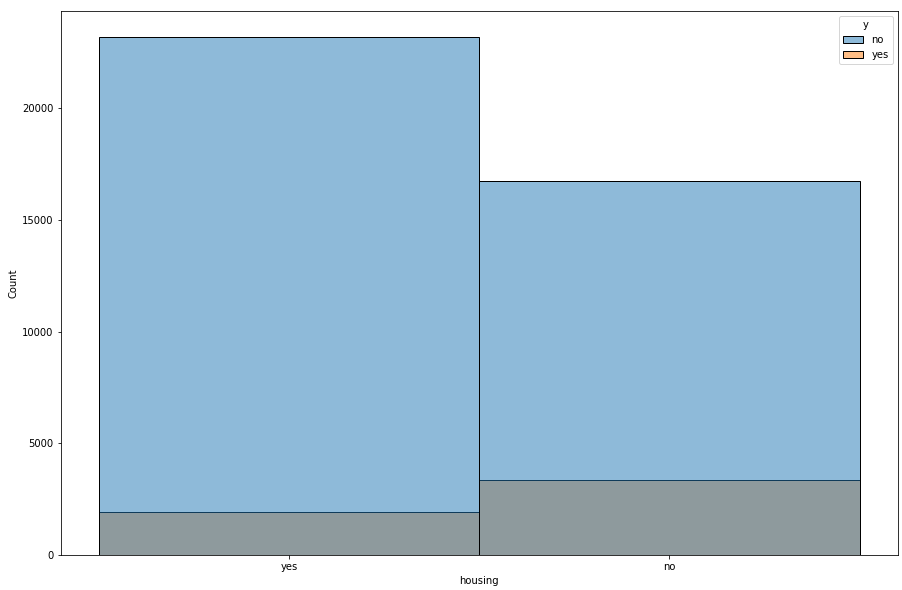 y
no
yes
20000
15000
10000
5000
0
Count
yes no
housing